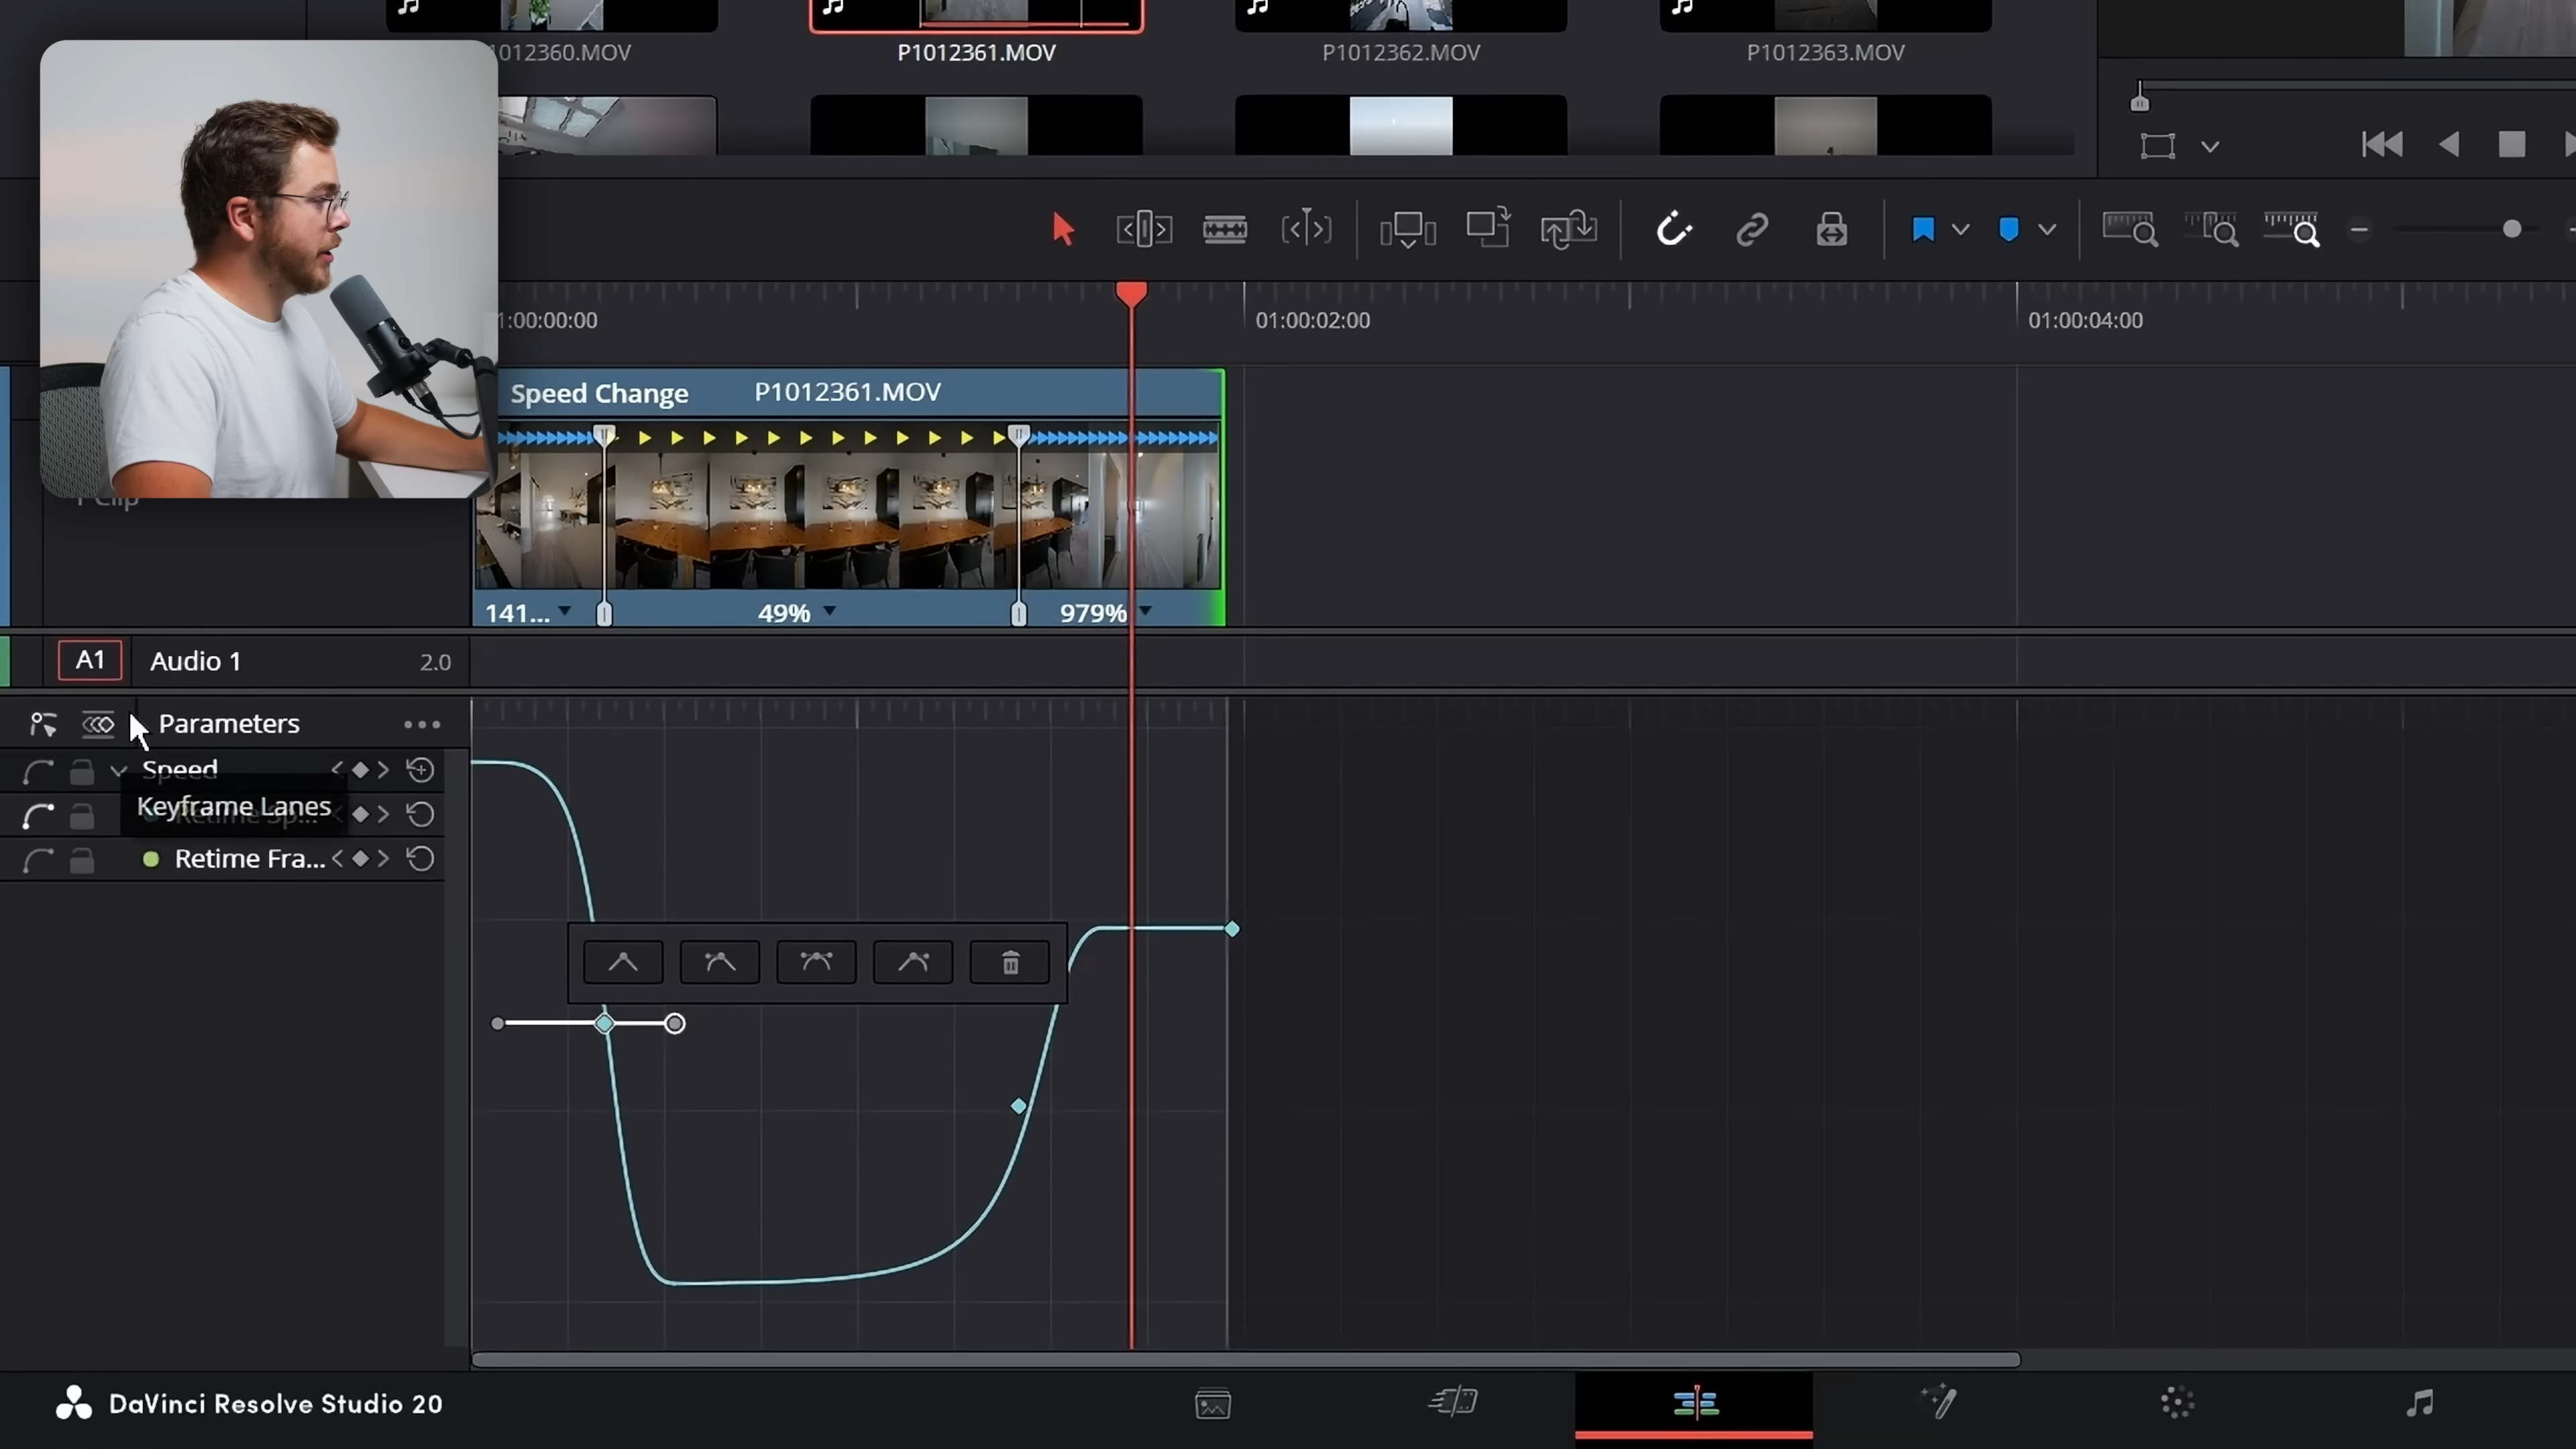 012360.MOV
P1012361.MOV
P1012362.MOV
P1012363.MOV
1:00:00:00
01:00:02:00
01:00:04:00
Speed Change P1012361.MOV
141... 49% 979%
A1 Audio 1 2.0
Parameters
Speed
Keyframe Lanes
Retime Fra...
DaVinci Resolve Studio 20